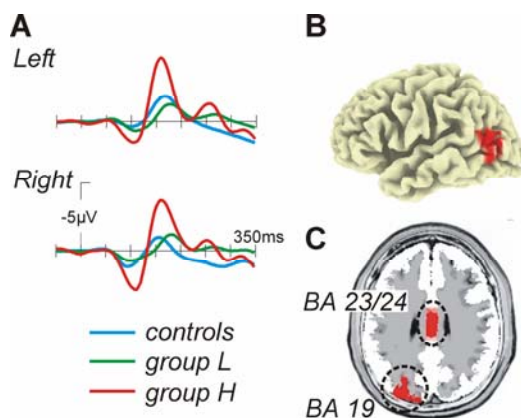 A
Left
Right
-5µV
350ms
controls
group L
group H
B
C
BA 23/24
BA 19